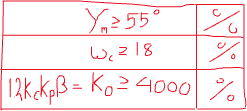 γm ≥ 55° c/c
ωc ≥ 18 %
12KcKpβ = K0 ≥ 4000 %